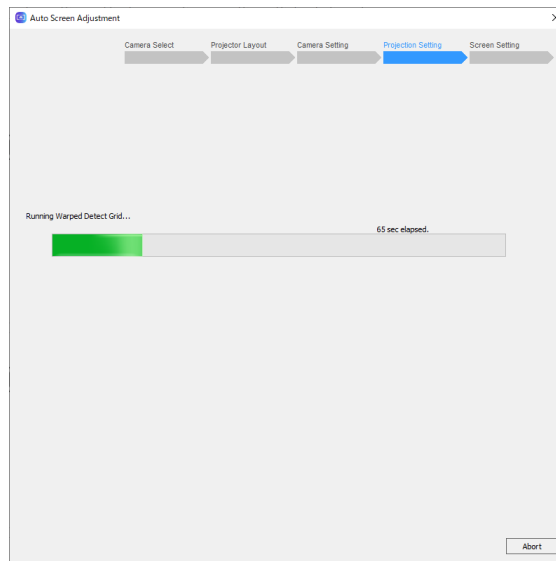 Auto Screen Adjustment
Camera Select
Projector Layout
Camera Setting
Projection Setting
Screen Setting
Running Warped Detect Grid...
65 sec elapsed.
Abort